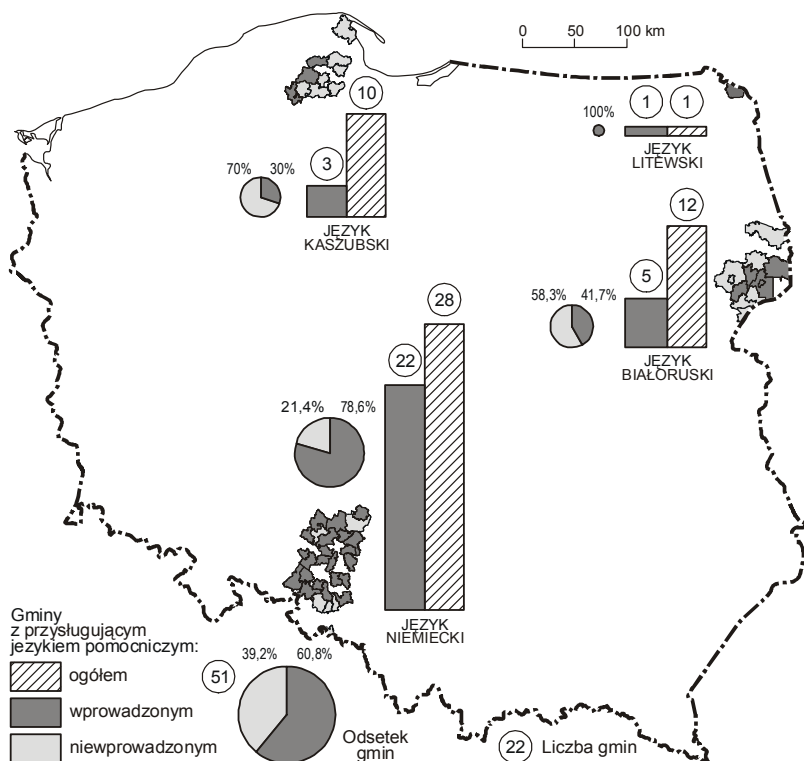 0 50 100 km
10
3
70% 30%
JĘZYK
KASZUBSKI
1 1
100%
JĘZYK
LITEWSKI
12
5
58,3% 41,7%
JĘZYK
BIAŁORUSKI
28
22
21,4% 78,6%
JĘZYK
NIEMIECKI
Gminy
z przysługującym
jezykiem pomocniczym:
ogółem
wprowadzonym
niewprowadzonym
51
39,2% 60,8%
Odsetek
gmin
22 Liczba gmin